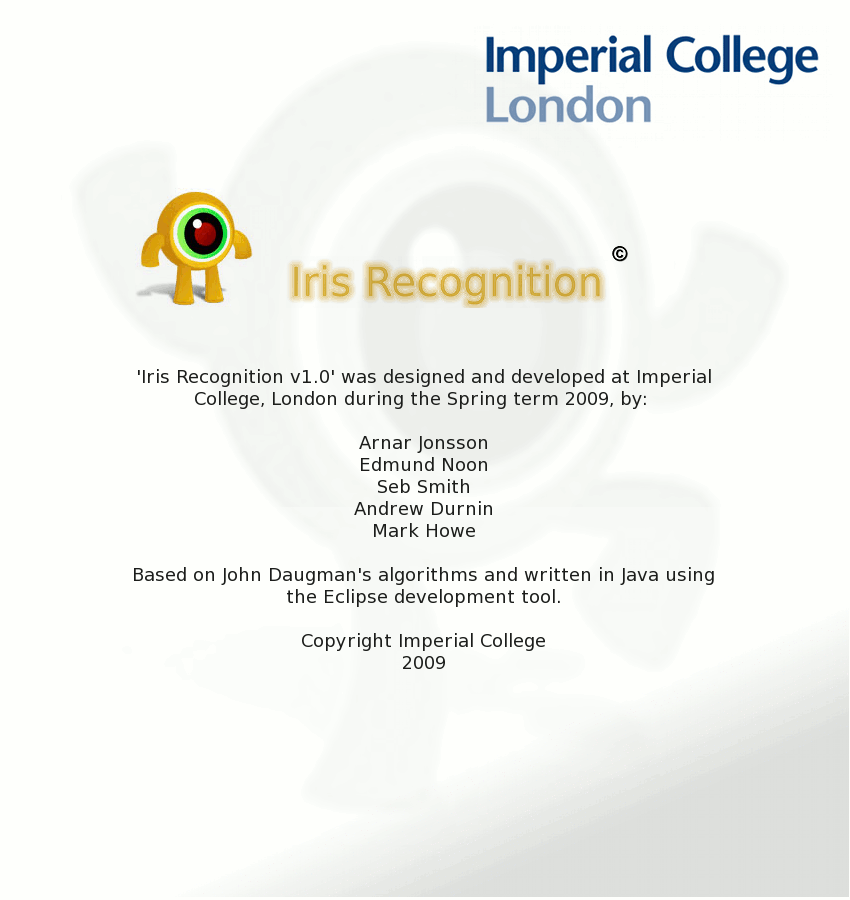 Imperial College
London
Iris Recognition ©
'Iris Recognition v1.0' was designed and developed at Imperial
College, London during the Spring term 2009, by:
Arnar Jonsson
Edmund Noon
Seb Smith
Andrew Durnin
Mark Howe
Based on John Daugman's algorithms and written in Java using
the Eclipse development tool.
Copyright Imperial College
2009